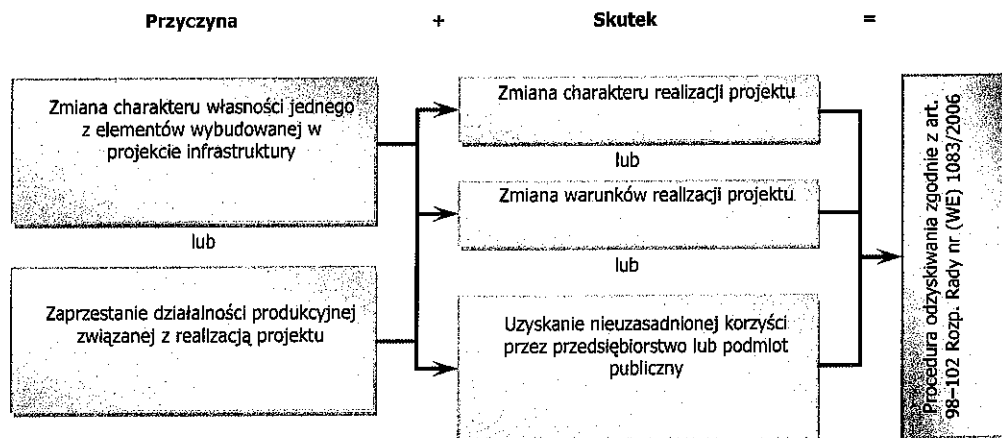 Przyczyna + Skutek =
Zmiana charakteru własności jednego
z elementów wybudowanej w
projekcie infrastruktury
lub
Zaprzestanie działalności produkcyjnej
związanej z realizacją projektu
Zmiana charakteru realizacji projektu
lub
Zmiana warunków realizacji projektu
lub
Uzyskanie nieuzasadnionej korzyści
przez przedsiębiorstwo lub podmiot
publiczny
Procedura odzyskiwania zgodnie z art.
98–102 Rozp. Rady nr (WE) 1083/2006